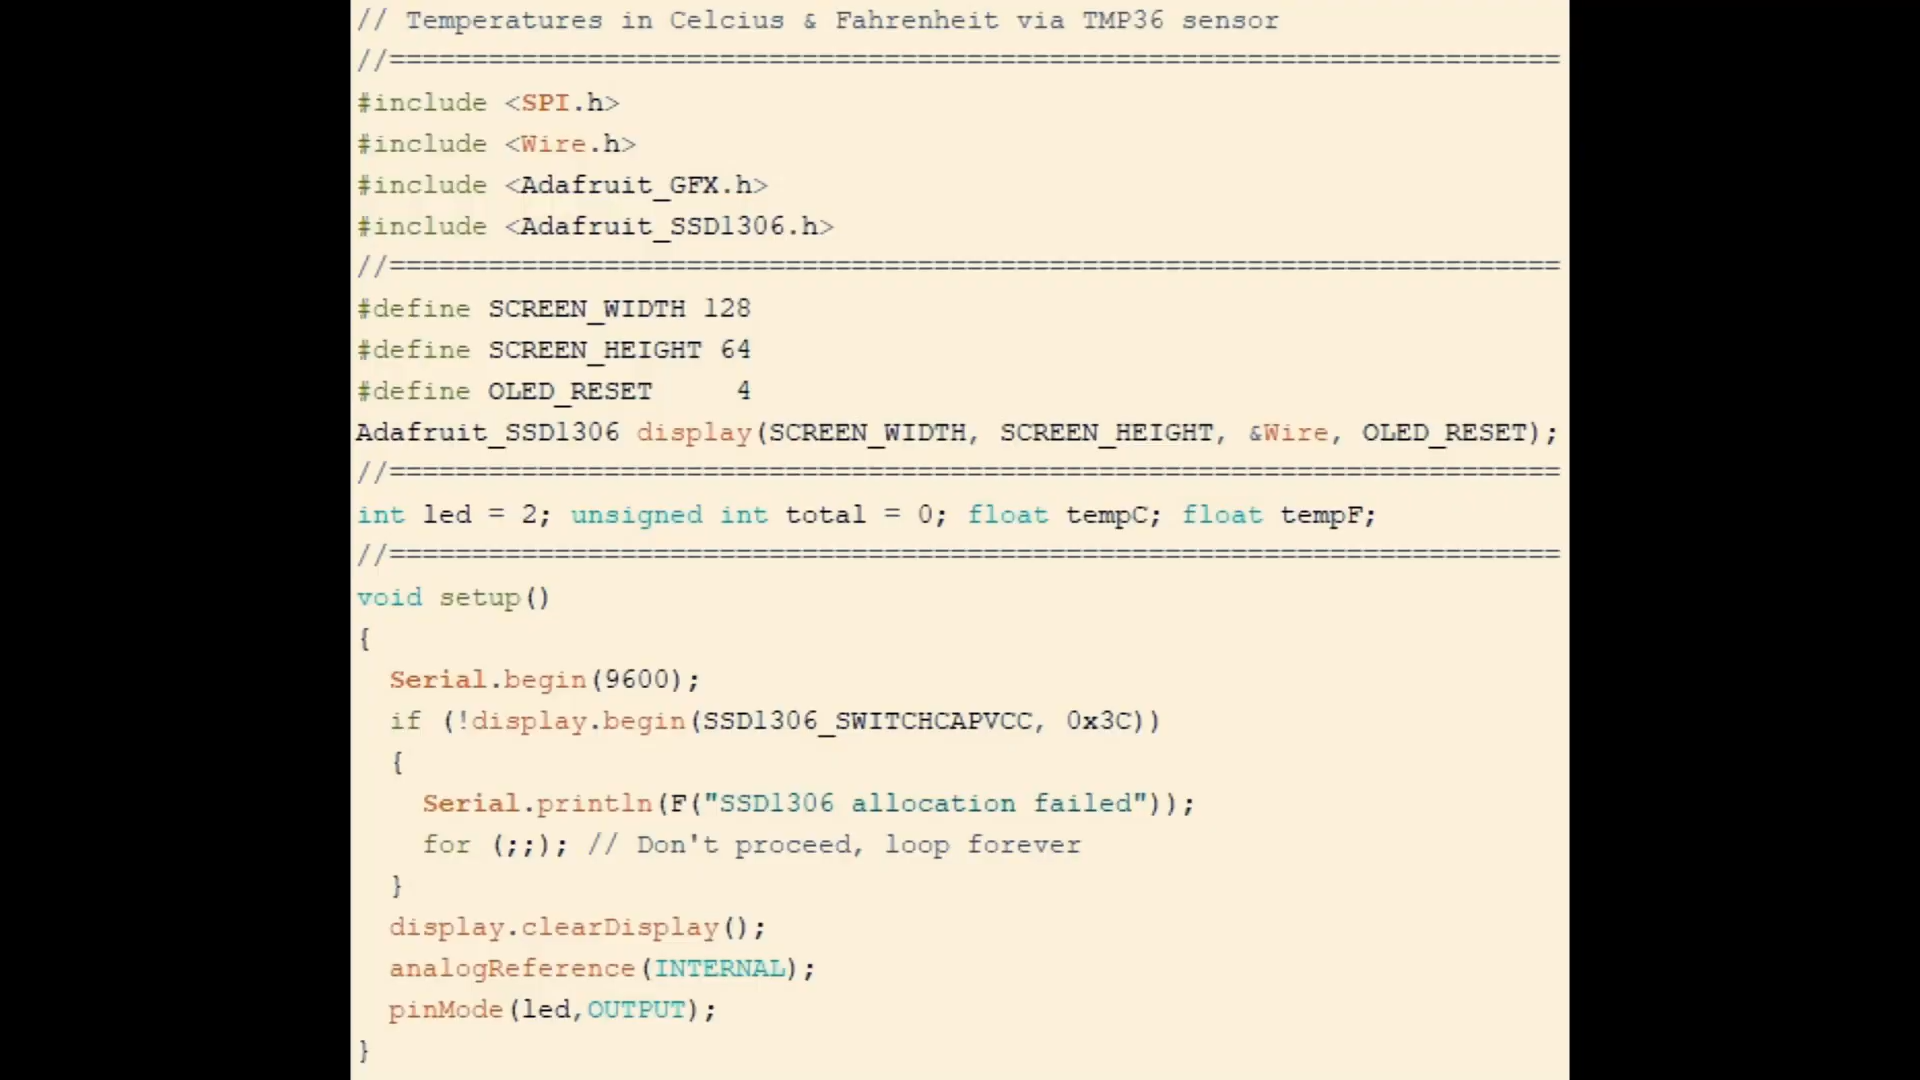 // Temperatures in Celcius & Fahrenheit via TMP36 sensor
//=======================================================================
#include <SPI.h>
#include <Wire.h>
#include <Adafruit_GFX.h>
#include <Adafruit_SSD1306.h>
//=======================================================================
#define SCREEN_WIDTH 128
#define SCREEN_HEIGHT 64
#define OLED_RESET     4
Adafruit_SSD1306 display(SCREEN_WIDTH, SCREEN_HEIGHT, &Wire, OLED_RESET);
//=======================================================================
int led = 2; unsigned int total = 0; float tempC; float tempF;
//=======================================================================
void setup()
{
  Serial.begin(9600);
  if (!display.begin(SSD1306_SWITCHCAPVCC, 0x3C))
  {
    Serial.println(F("SSD1306 allocation failed"));
    for (;;); // Don't proceed, loop forever
  }
  display.clearDisplay();
  analogReference(INTERNAL);
  pinMode(led,OUTPUT);
}